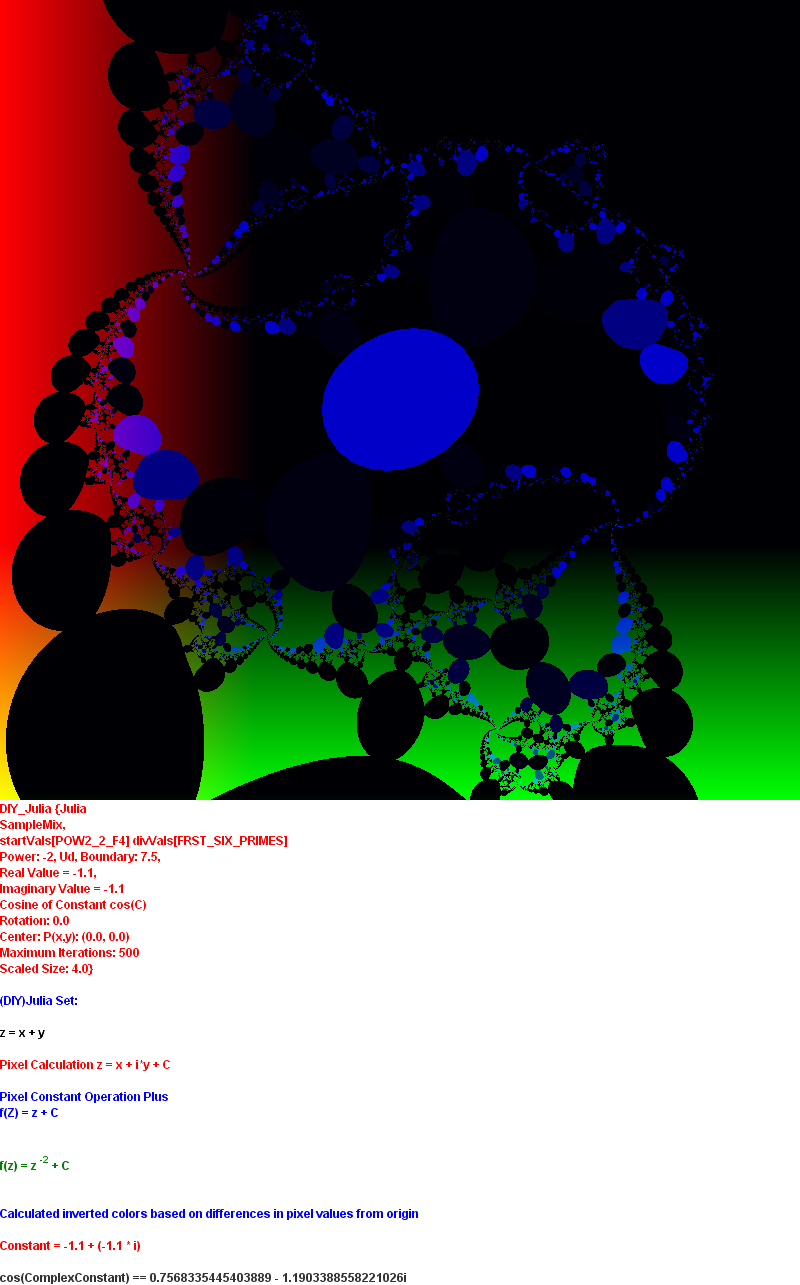 DIY_Julia {Julia
SampleMix,
startVals[POW2_2_F4] divVals[FRST_SIX_PRIMES]
Power: -2, Ud, Boundary: 7.5,
Real Value = -1.1,
Imaginary Value = -1.1
Cosine of Constant cos(C)
Rotation: 0.0
Center: P(x,y): (0.0, 0.0)
Maximum Iterations: 500
Scaled Size: 4.0}
(DIY)Julia Set:
z = x + y
Pixel Calculation z = x + i*y + C
Pixel Constant Operation Plus
f(Z) = z + C
f(z) = z -2 + C
Calculated inverted colors based on differences in pixel values from origin
Constant = -1.1 + (-1.1 * i)
cos(ComplexConstant) == 0.7568335445403889 - 1.1903388558221026i